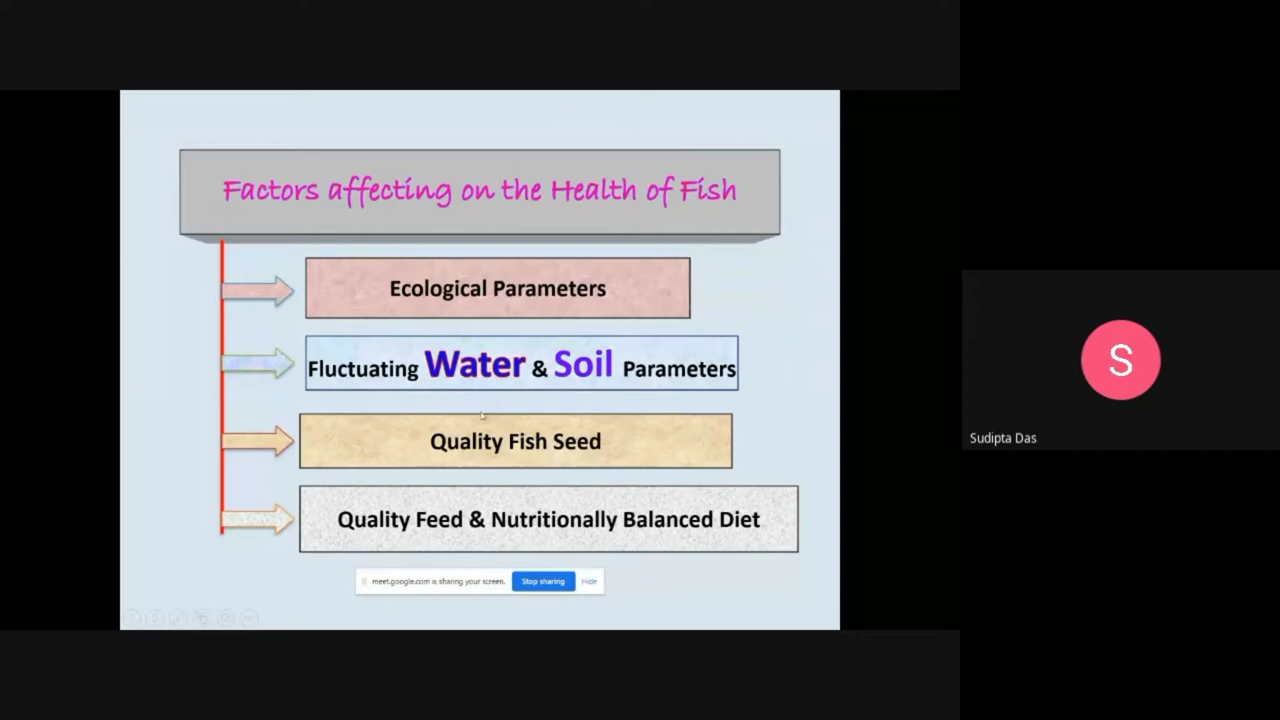 Factors affecting on the Health of Fish
Ecological Parameters
Fluctuating Water & Soil Parameters
Quality Fish Seed
Quality Feed & Nutritionally Balanced Diet
meet.google.com is sharing your screen. Stop sharing Hide
S
Sudipta Das